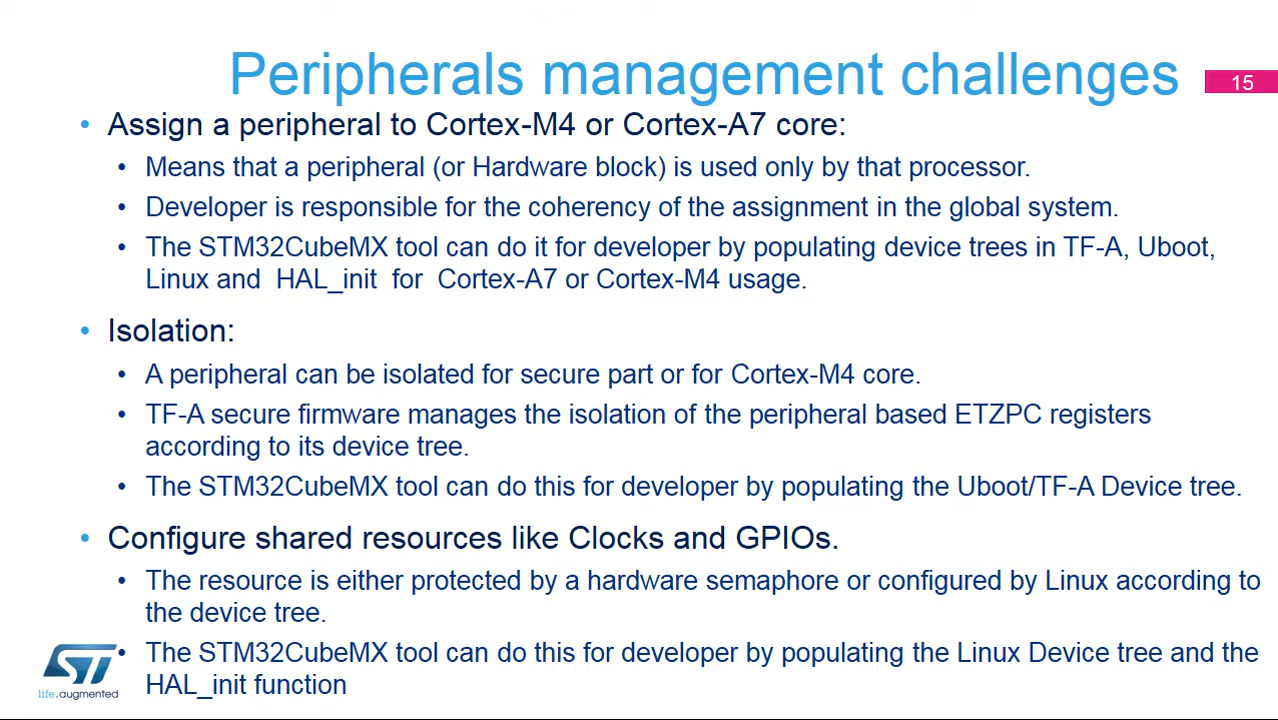 Peripherals management challenges
15
• Assign a peripheral to Cortex-M4 or Cortex-A7 core:
• Means that a peripheral (or Hardware block) is used only by that processor.
• Developer is responsible for the coherency of the assignment in the global system.
• The STM32CubeMX tool can do it for developer by populating device trees in TF-A, Uboot,
Linux and HAL_init for Cortex-A7 or Cortex-M4 usage.
• Isolation:
• A peripheral can be isolated for secure part or for Cortex-M4 core.
• TF-A secure firmware manages the isolation of the peripheral based ETZPC registers
according to its device tree.
• The STM32CubeMX tool can do this for developer by populating the Uboot/TF-A Device tree.
• Configure shared resources like Clocks and GPIOs.
• The resource is either protected by a hardware semaphore or configured by Linux according to
the device tree.
• The STM32CubeMX tool can do this for developer by populating the Linux Device tree and the
HAL_init function
ST
life.augmented